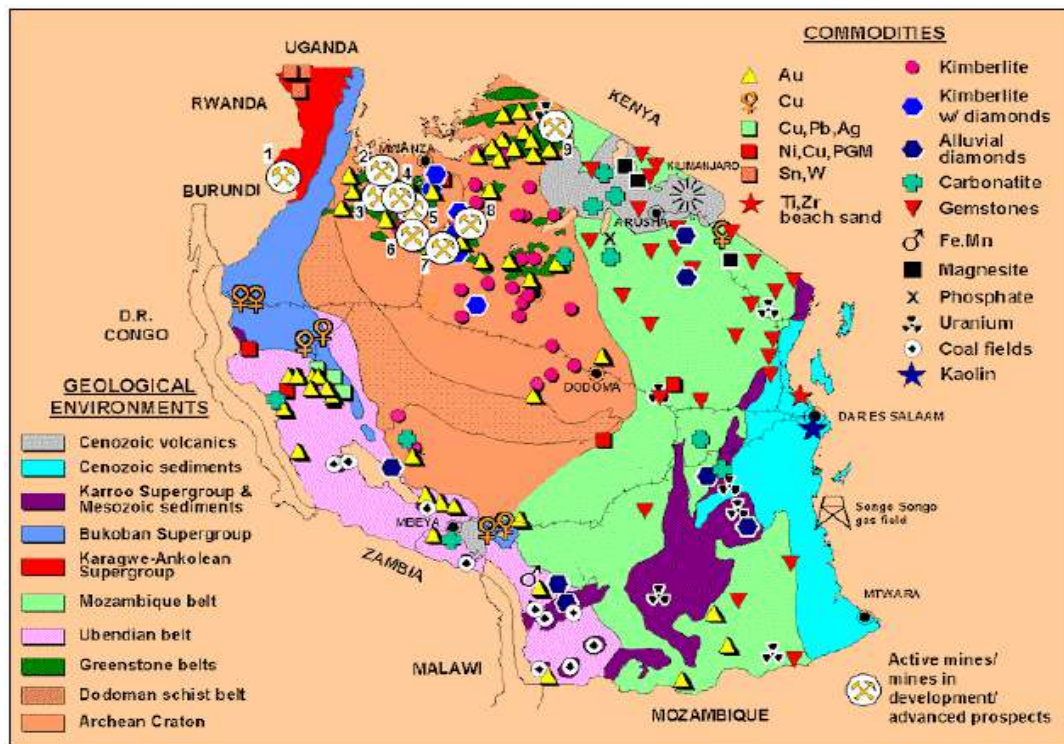 UGANDA
RWANDA
BURUNDI
D.R.
CONGO
ZAMBIA
MALAWI
MOZAMBIQUE
KENYA
MWANZA
KILIMANJARO
ARUSHA
DODOMA
DAR ES SALAAM
MBEYA
MTWARA
Songo Songo
gas field
1
2
3
4
5
6
7
8
9
COMMODITIES
Au
Cu
Cu,Pb,Ag
Ni,Cu,PGM
Sn,W
Ti,Zr
beach sand
Kimberlite
Kimberlite
w/ diamonds
Alluvial
diamonds
Carbonatite
Gemstones
Fe.Mn
Magnesite
Phosphate
Uranium
Coal fields
Kaolin
GEOLOGICAL
ENVIRONMENTS
Cenozoic volcanics
Cenozoic sediments
Karroo Supergroup &
Mesozoic sediments
Bukoban Supergroup
Karagwe-Ankolean
Supergroup
Mozambique belt
Ubendian belt
Greenstone belts
Dodoman schist belt
Archean Craton
Active mines/
mines in
development/
advanced prospects